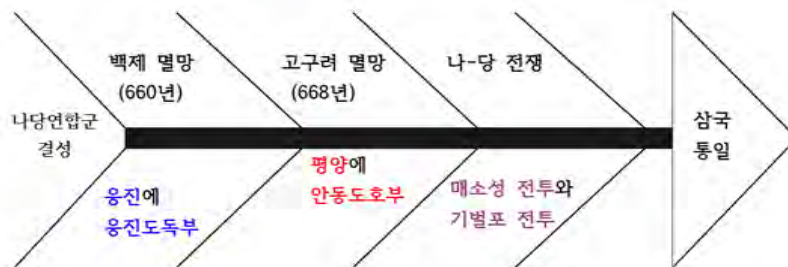 나당연합군
결성
백제 멸망
(660년)
웅진에
웅진도독부
고구려 멸망
(668년)
평양에
안동도호부
나-당 전쟁
매소성 전투와
기벌포 전투
삼국
통일